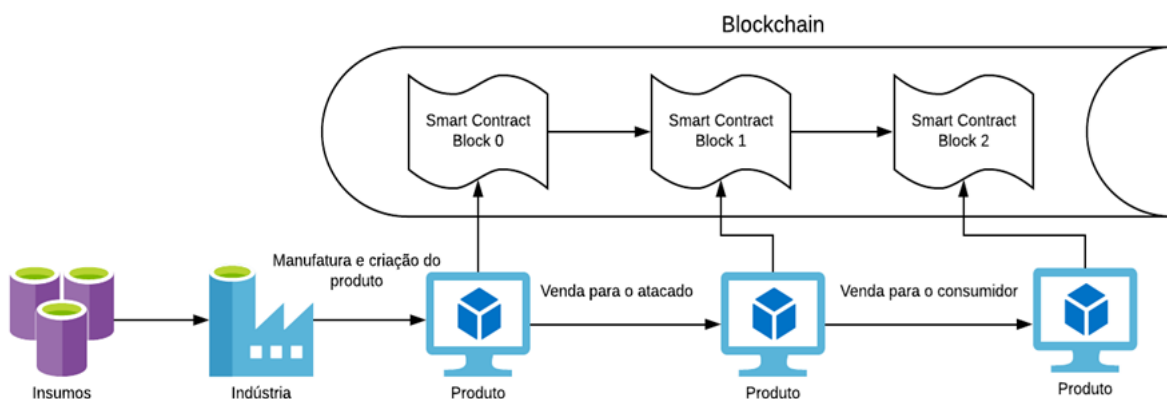 Blockchain
Smart Contract
Block 0
Smart Contract
Block 1
Smart Contract
Block 2
Manufatura e criação do
produto
Venda para o atacado
Venda para o consumidor
Insumos
Indústria
Produto
Produto
Produto